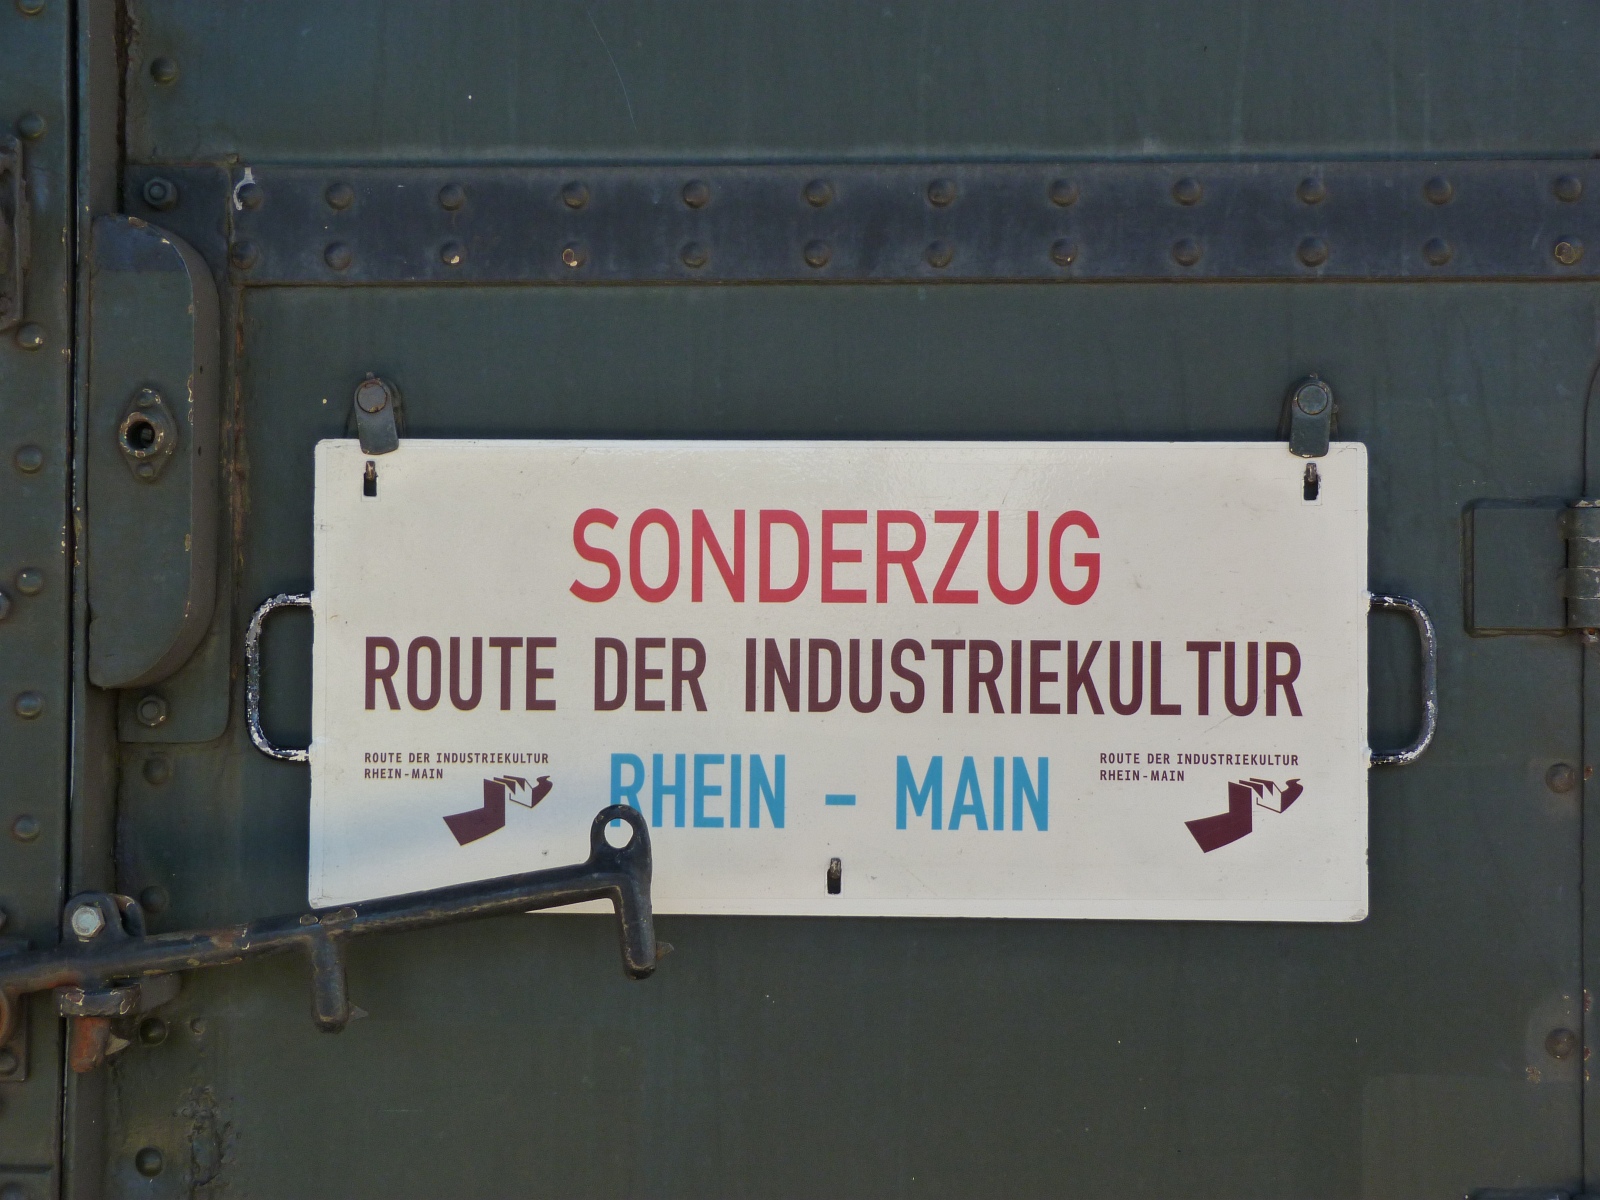 SONDERZUG
ROUTE DER INDUSTRIEKULTUR
RHEIN - MAIN
ROUTE DER INDUSTRIEKULTUR
RHEIN-MAIN
ROUTE DER INDUSTRIEKULTUR
RHEIN-MAIN